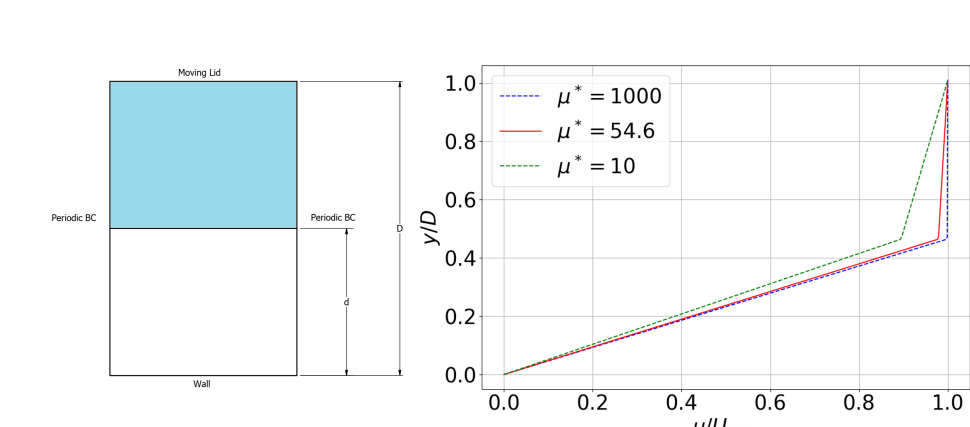 Moving Lid
Periodic BC
Periodic BC
D
d
Wall
y/D
1.0
0.8
0.6
0.4
0.2
0.0
μ* = 1000
μ* = 54.6
μ* = 10
0.0 0.2 0.4 0.6 0.8 1.0
u/U